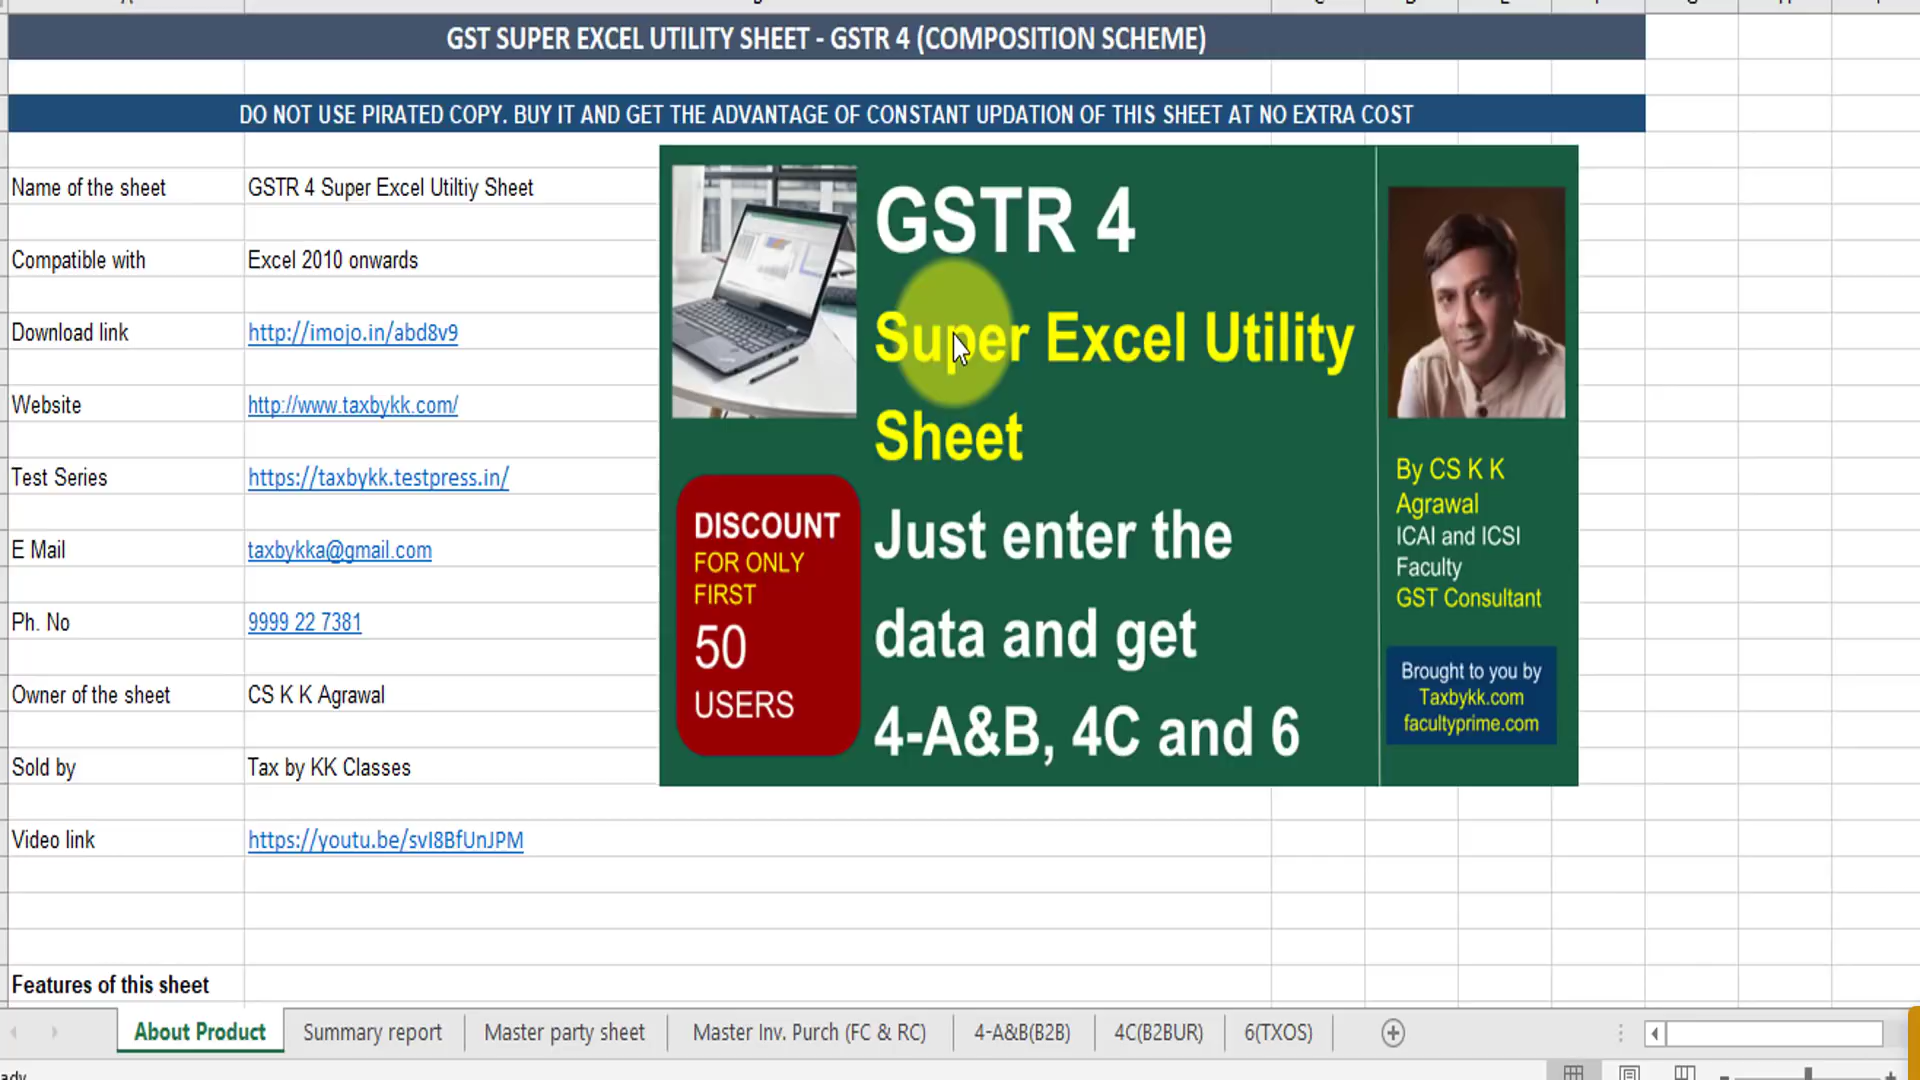 GST SUPER EXCEL UTILITY SHEET - GSTR 4 (COMPOSITION SCHEME)
DO NOT USE PIRATED COPY. BUY IT AND GET THE ADVANTAGE OF CONSTANT UPDATION OF THIS SHEET AT NO EXTRA COST
Name of the sheet GSTR 4 Super Excel Utiltiy Sheet
Compatible with Excel 2010 onwards
Download link http://imojo.in/abd8v9
Website http://www.taxbykk.com/
Test Series https://taxbykk.testpress.in/
E Mail taxbykka@gmail.com
Ph. No 9999 22 7381
Owner of the sheet CS K K Agrawal
Sold by Tax by KK Classes
Video link https://youtu.be/svI8BfUnJPM
Features of this sheet
GSTR 4
Super Excel Utility
Sheet
Just enter the
data and get
4-A&B, 4C and 6
DISCOUNT
FOR ONLY
FIRST
50
USERS
By CS K K
Agrawal
ICAI and ICSI
Faculty
GST Consultant
Brought to you by
Taxbykk.com
facultyprime.com
About Product Summary report Master party sheet Master Inv. Purch (FC & RC) 4-A&B(B2B) 4C(B2BUR) 6(TXOS)